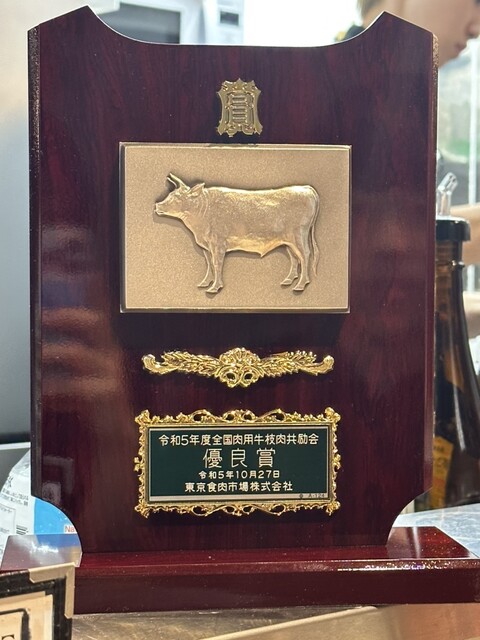 賞
令和5年度全国肉用牛枝肉共励会
優良賞
令和5年10月27日
東京食肉市場株式会社